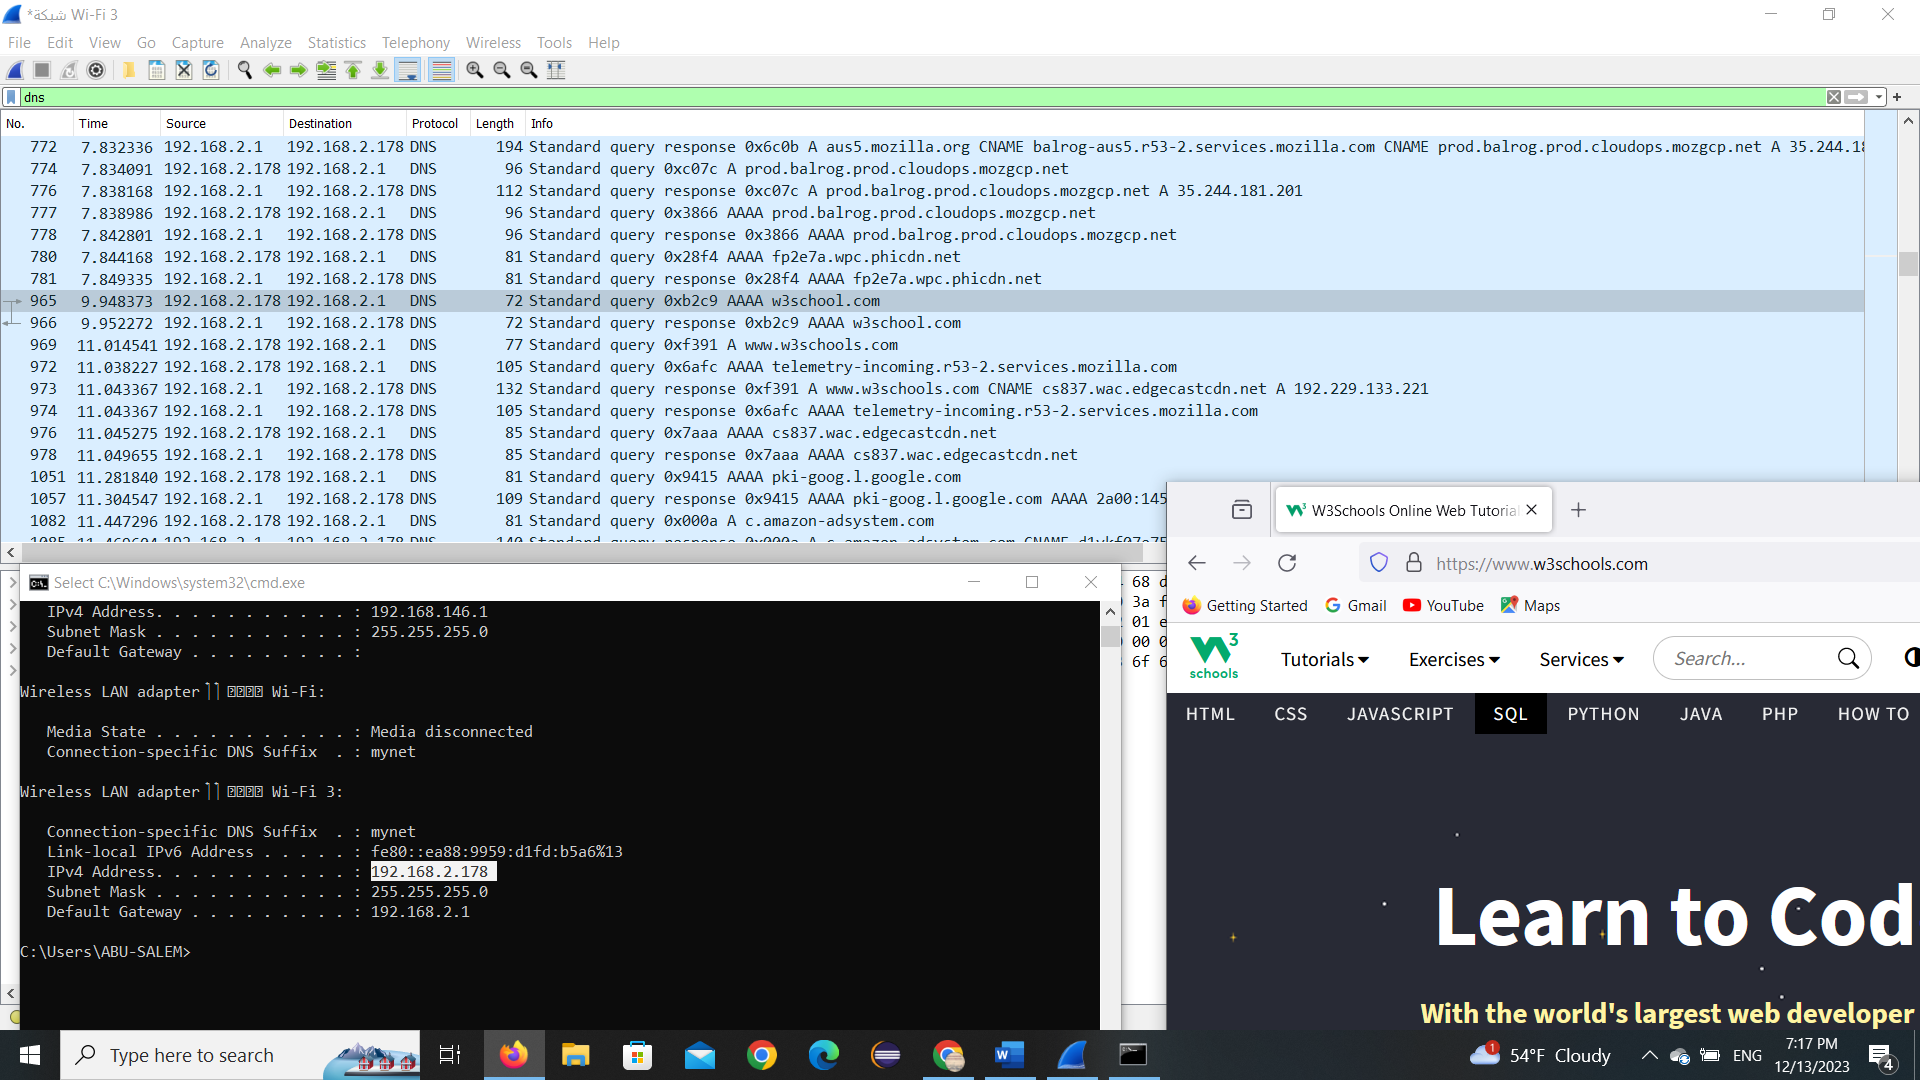 *شبكة Wi-Fi 3
File Edit View Go Capture Analyze Statistics Telephony Wireless Tools Help
dns
No. Time Source Destination Protocol Length Info
772 7.832336 192.168.2.1 192.168.2.178 DNS 194 Standard query response 0x6c0b A aus5.mozilla.org CNAME balrog-aus5.r53-2.services.mozilla.com CNAME prod.balrog.prod.cloudops.mozgcp.net A 35.244.18
774 7.834091 192.168.2.178 192.168.2.1 DNS 96 Standard query 0xc07c A prod.balrog.prod.cloudops.mozgcp.net
776 7.838168 192.168.2.1 192.168.2.178 DNS 112 Standard query response 0xc07c A prod.balrog.prod.cloudops.mozgcp.net A 35.244.181.201
777 7.838986 192.168.2.178 192.168.2.1 DNS 96 Standard query 0x3866 AAAA prod.balrog.prod.cloudops.mozgcp.net
778 7.842801 192.168.2.1 192.168.2.178 DNS 96 Standard query response 0x3866 AAAA prod.balrog.prod.cloudops.mozgcp.net
780 7.844168 192.168.2.178 192.168.2.1 DNS 81 Standard query 0x28f4 AAAA fp2e7a.wpc.phicdn.net
781 7.849335 192.168.2.1 192.168.2.178 DNS 81 Standard query response 0x28f4 AAAA fp2e7a.wpc.phicdn.net
965 9.948373 192.168.2.178 192.168.2.1 DNS 72 Standard query 0xb2c9 AAAA w3school.com
966 9.952272 192.168.2.1 192.168.2.178 DNS 72 Standard query response 0xb2c9 AAAA w3school.com
969 11.014541 192.168.2.178 192.168.2.1 DNS 77 Standard query 0xf391 A www.w3schools.com
972 11.038227 192.168.2.178 192.168.2.1 DNS 105 Standard query 0x6afc AAAA telemetry-incoming.r53-2.services.mozilla.com
973 11.043367 192.168.2.1 192.168.2.178 DNS 132 Standard query response 0xf391 A www.w3schools.com CNAME cs837.wac.edgecastcdn.net A 192.229.133.221
974 11.043367 192.168.2.1 192.168.2.178 DNS 105 Standard query response 0x6afc AAAA telemetry-incoming.r53-2.services.mozilla.com
976 11.045275 192.168.2.178 192.168.2.1 DNS 85 Standard query 0x7aaa AAAA cs837.wac.edgecastcdn.net
978 11.049655 192.168.2.1 192.168.2.178 DNS 85 Standard query response 0x7aaa AAAA cs837.wac.edgecastcdn.net
1051 11.281840 192.168.2.178 192.168.2.1 DNS 81 Standard query 0x9415 AAAA pki-goog.l.google.com
1057 11.304547 192.168.2.1 192.168.2.178 DNS 109 Standard query response 0x9415 AAAA pki-goog.l.google.com AAAA 2a00:145
1082 11.447296 192.168.2.178 192.168.2.1 DNS 81 Standard query 0x000a A c.amazon-adsystem.com
Select C:\Windows\system32\cmd.exe
IPv4 Address. . . . . . . . . . . : 192.168.146.1
Subnet Mask . . . . . . . . . . . : 255.255.255.0
Default Gateway . . . . . . . . . :
Wireless LAN adapter Wi-Fi:
Media State . . . . . . . . . . . : Media disconnected
Connection-specific DNS Suffix . : mynet
Wireless LAN adapter Wi-Fi 3:
Connection-specific DNS Suffix . : mynet
Link-local IPv6 Address . . . . . : fe80::ea88:9959:d1fd:b5a6%13
IPv4 Address. . . . . . . . . . . : 192.168.2.178
Subnet Mask . . . . . . . . . . . : 255.255.255.0
Default Gateway . . . . . . . . . : 192.168.2.1
C:\Users\ABU-SALEM>
68 d
3a f
01 e
00 0
6f 6
W3Schools Online Web Tutorial
https://www.w3schools.com
Getting Started Gmail YouTube Maps
W3 schools
Tutorials Exercises Services Search...
HTML CSS JAVASCRIPT SQL PYTHON JAVA PHP HOW TO
Learn to Cod
With the world's largest web developer
Type here to search
1 54°F Cloudy ENG 7:17 PM
12/13/2023 4